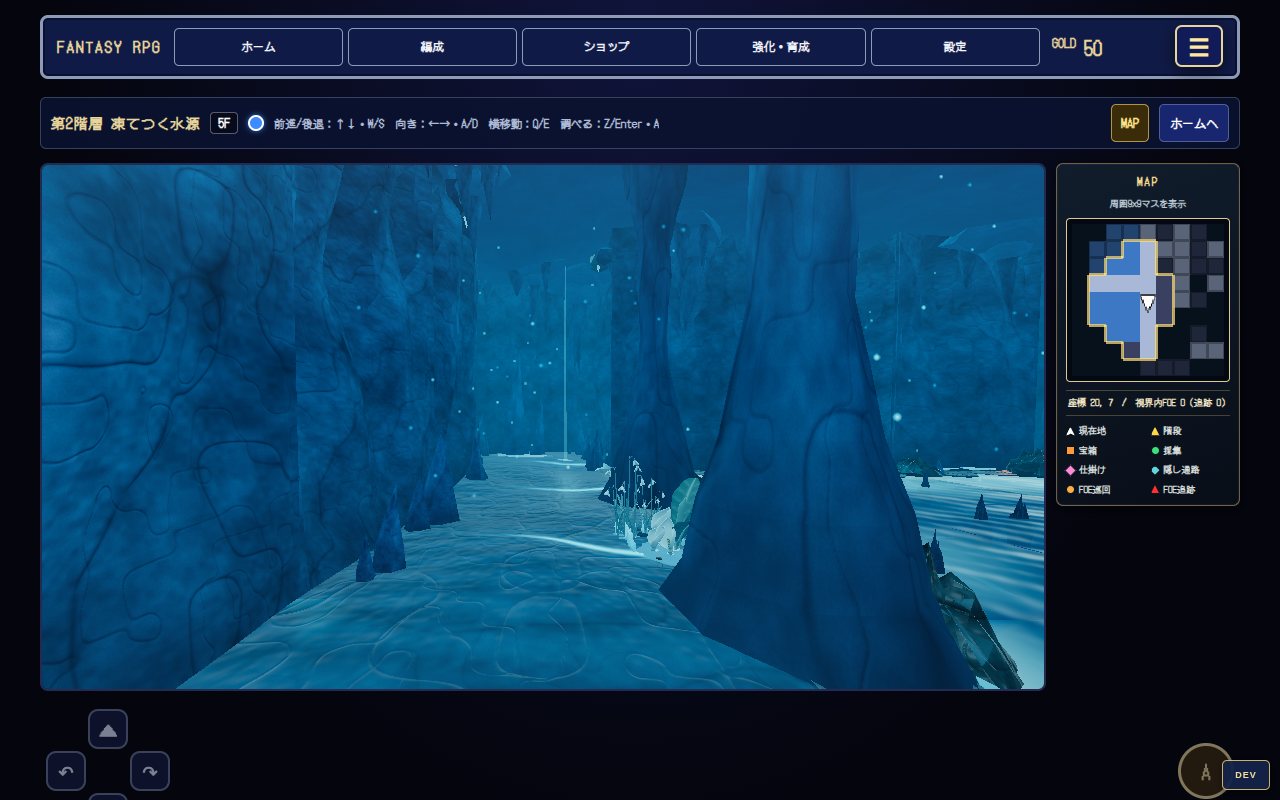 FANTASY RPG
ホーム
編成
ショップ
強化・育成
設定
GOLD 50
第2階層 凍てつく水源 5F 前進/後退：↑↓・W/S 向き：←→・A/D 横移動：Q/E 調べる：Z/Enter・A
MAP
ホームへ
MAP
周囲9x9マスを表示
座標 20, 7 / 視界内FOE 0 (追跡 0)
現在地
階段
宝箱
採集
仕掛け
隠し通路
FOE巡回
FOE追跡
A
DEV